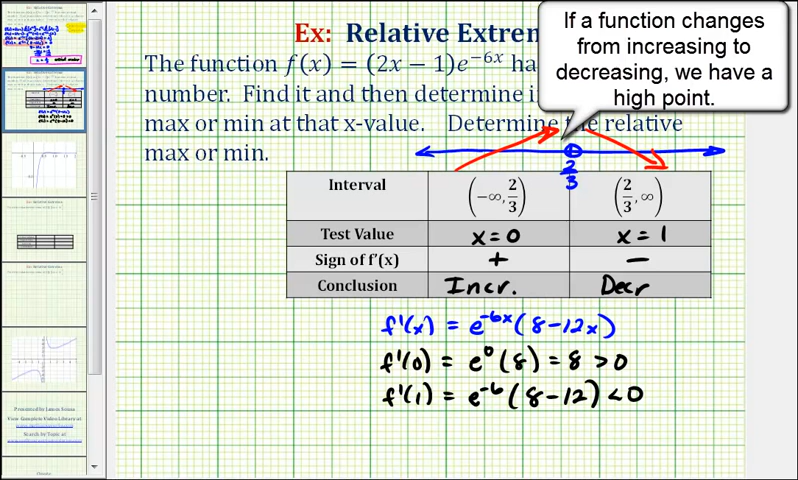 Ex: Relative Extrem
The function f(x) = (2x − 1)e^{−6x} ha
number. Find it and then determine i
max or min at that x-value. Determine the relative
max or min.
If a function changes
from increasing to
decreasing, we have a
high point.
2/3
Interval (−∞, 2/3) (2/3, ∞)
Test Value x = 0 x = 1
Sign of f'(x) + −
Conclusion Incr. Decr
f'(x) = e^{−6x}(8 − 12x)
f'(0) = e^0(8) = 8 > 0
f'(1) = e^{−6}(8 − 12) < 0